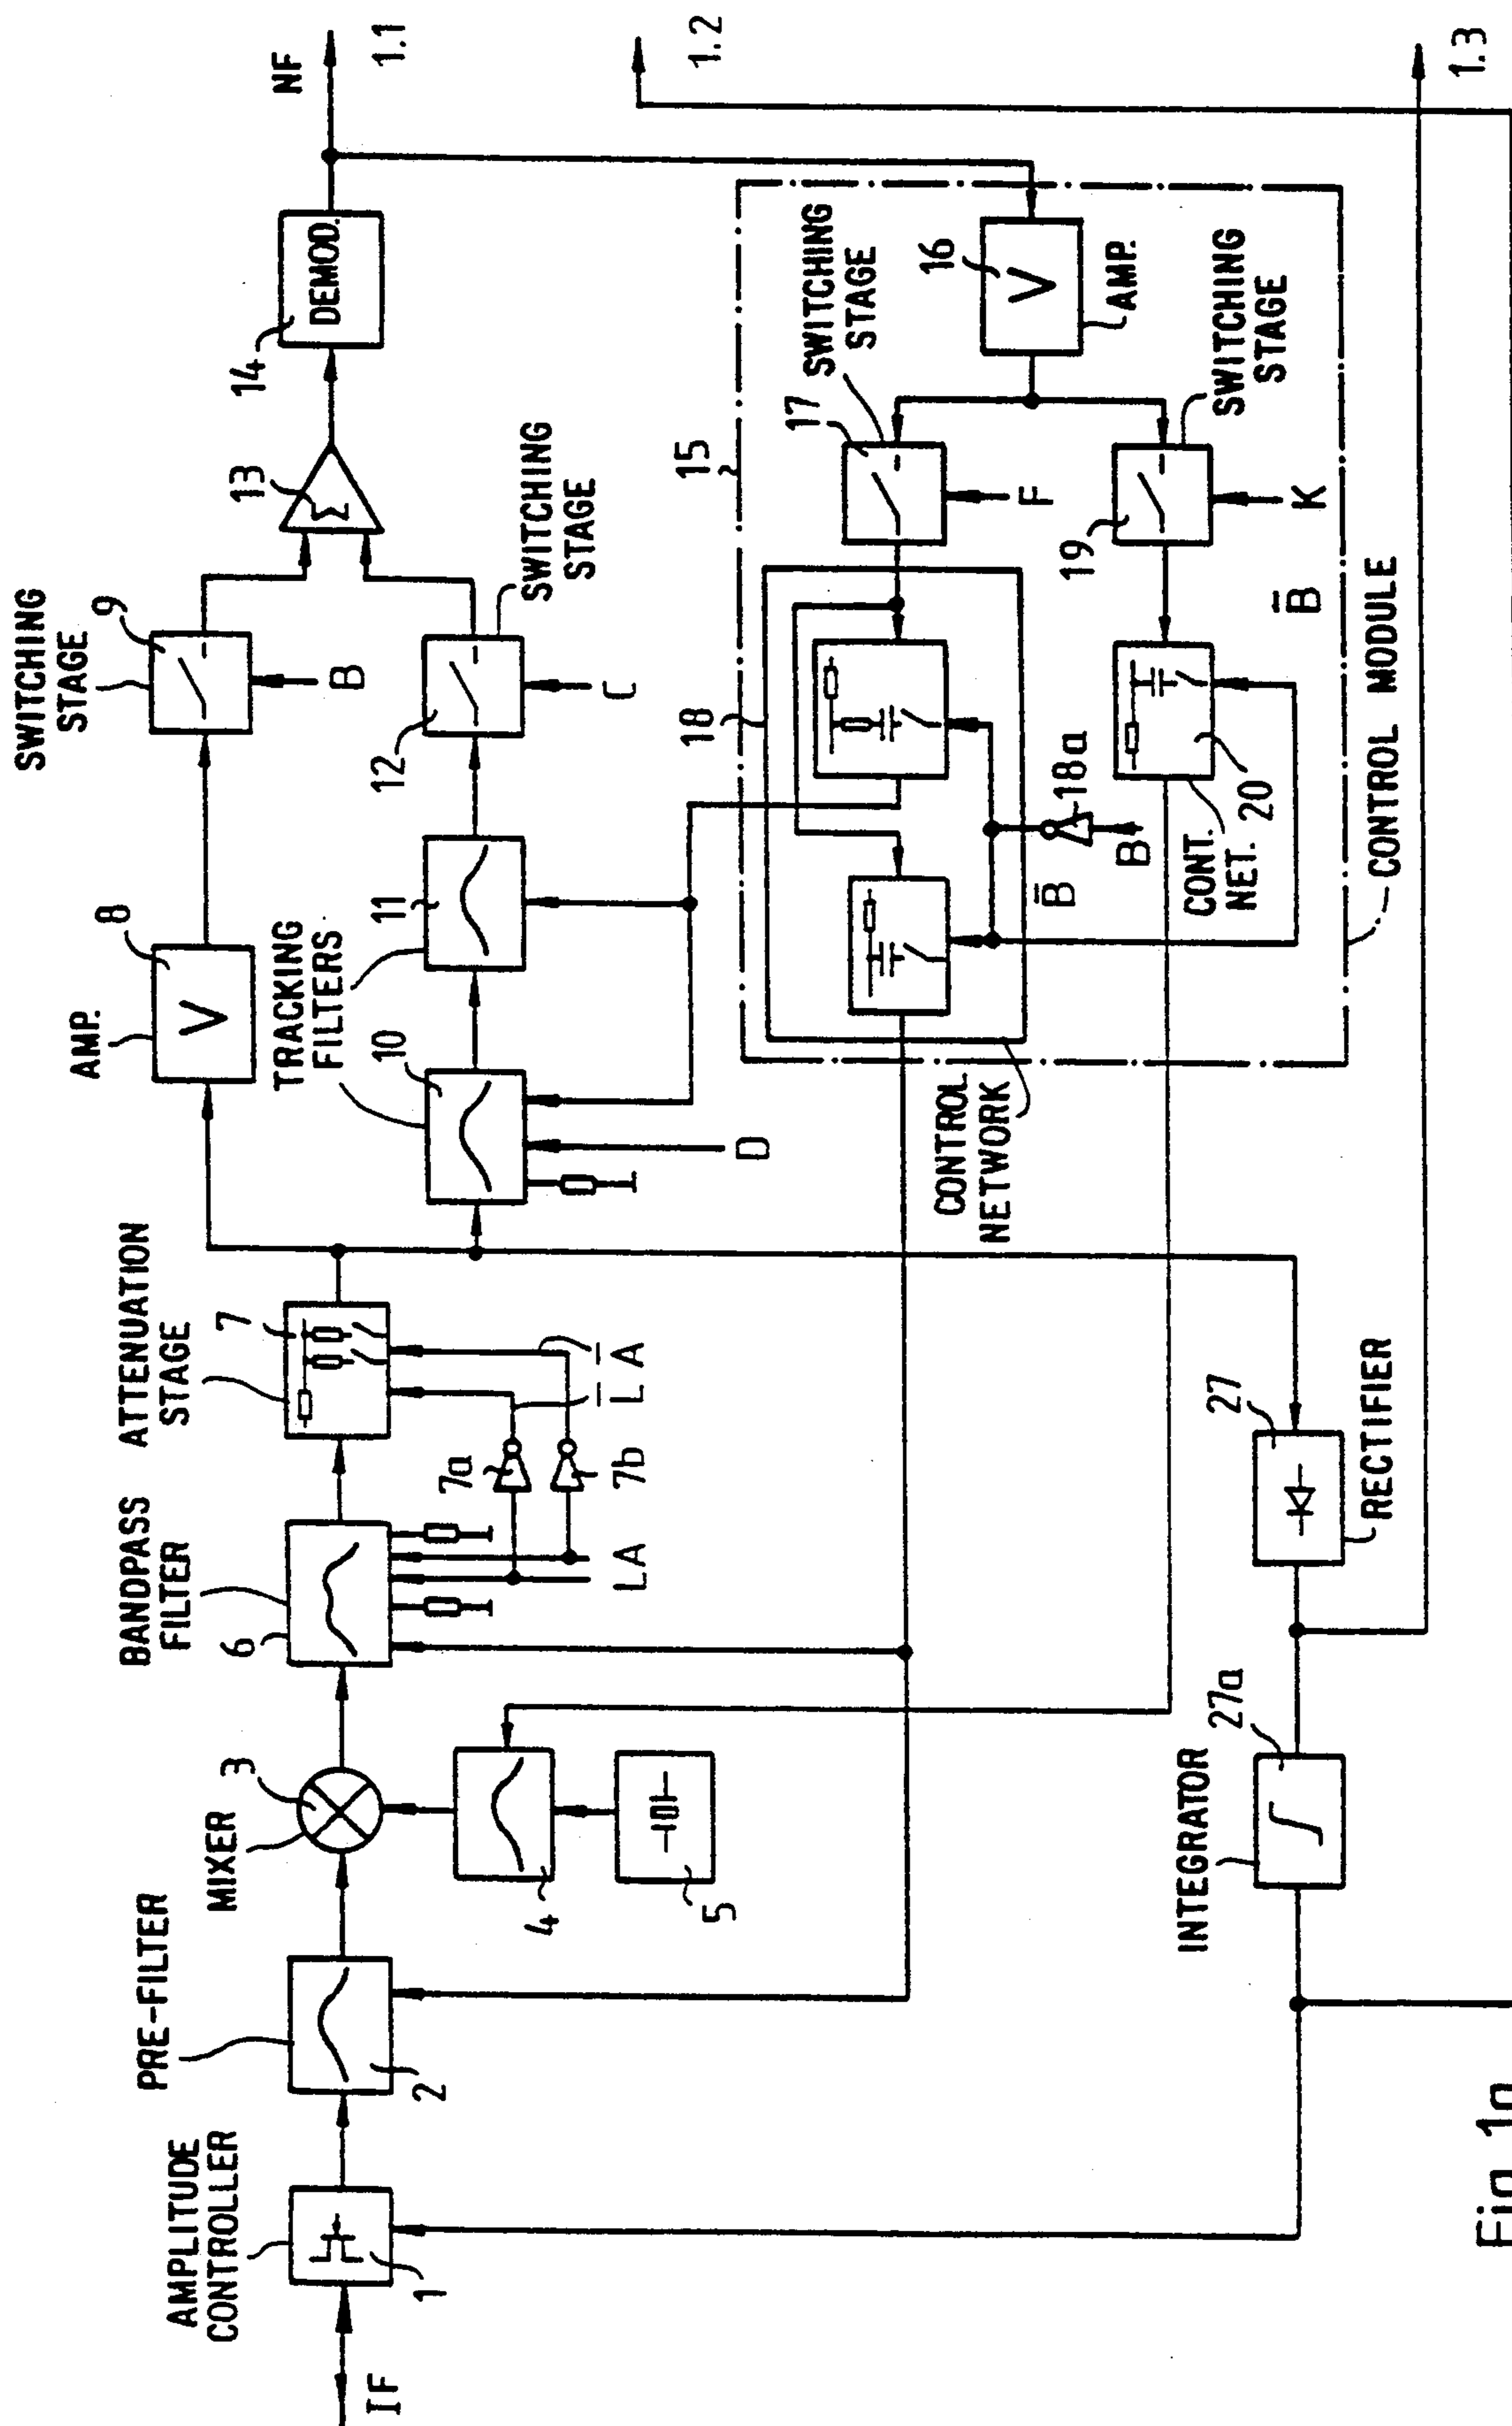 IF
AMPLITUDE
CONTROLLER
1
PRE-FILTER
2
MIXER
3
4
5
BANDPASS
FILTER
6
LA
7a
7b
L̅
A̅
ATTENUATION
STAGE
7
AMP.
8
V
TRACKING
FILTERS
10
11
D
SWITCHING
STAGE
9
B
12
C
SWITCHING
STAGE
13
Σ
14
DEMOD.
NF
1.1
1.2
1.3
15
SWITCHING
STAGE
17
F
16
V
AMP.
SWITCHING
STAGE
19
K
18
18a
B
B̅
B̅
CONT.
NET.
20
CONTROL MODULE
CONTROL
NETWORK
27
RECTIFIER
INTEGRATOR
27a
Fig. 1a